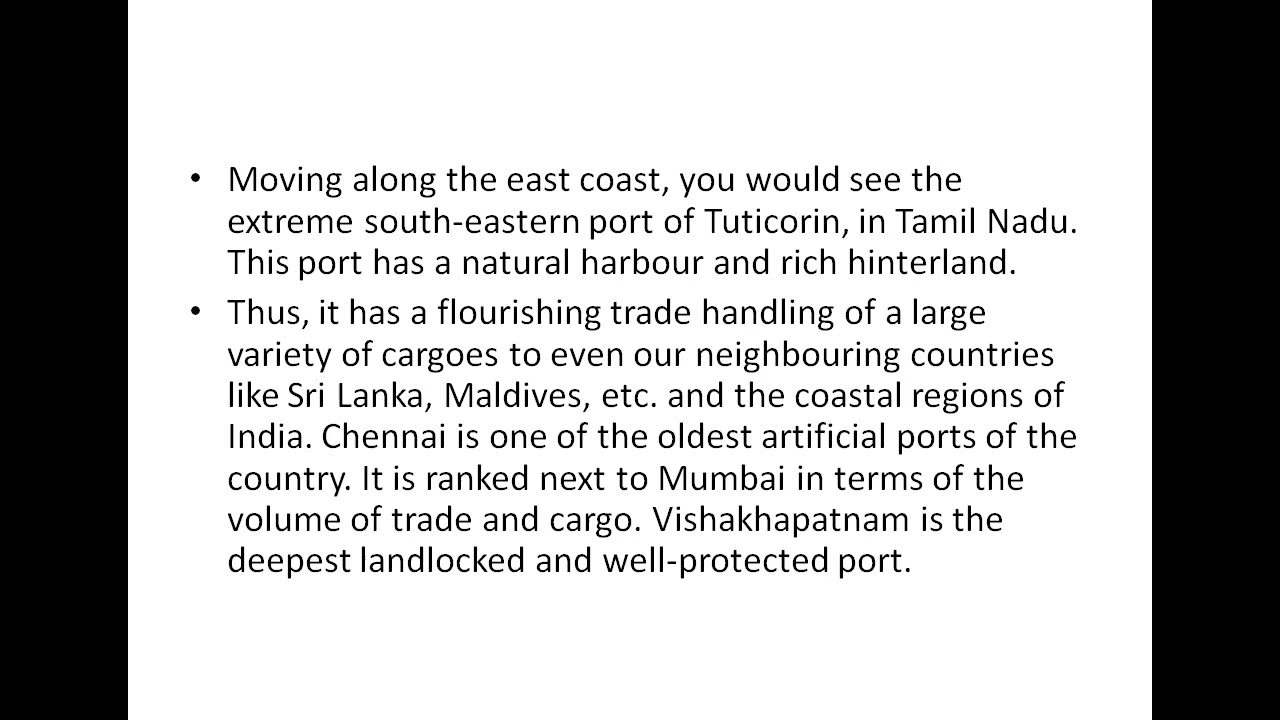 • Moving along the east coast, you would see the
extreme south-eastern port of Tuticorin, in Tamil Nadu.
This port has a natural harbour and rich hinterland.
• Thus, it has a flourishing trade handling of a large
variety of cargoes to even our neighbouring countries
like Sri Lanka, Maldives, etc. and the coastal regions of
India. Chennai is one of the oldest artificial ports of the
country. It is ranked next to Mumbai in terms of the
volume of trade and cargo. Vishakhapatnam is the
deepest landlocked and well-protected port.